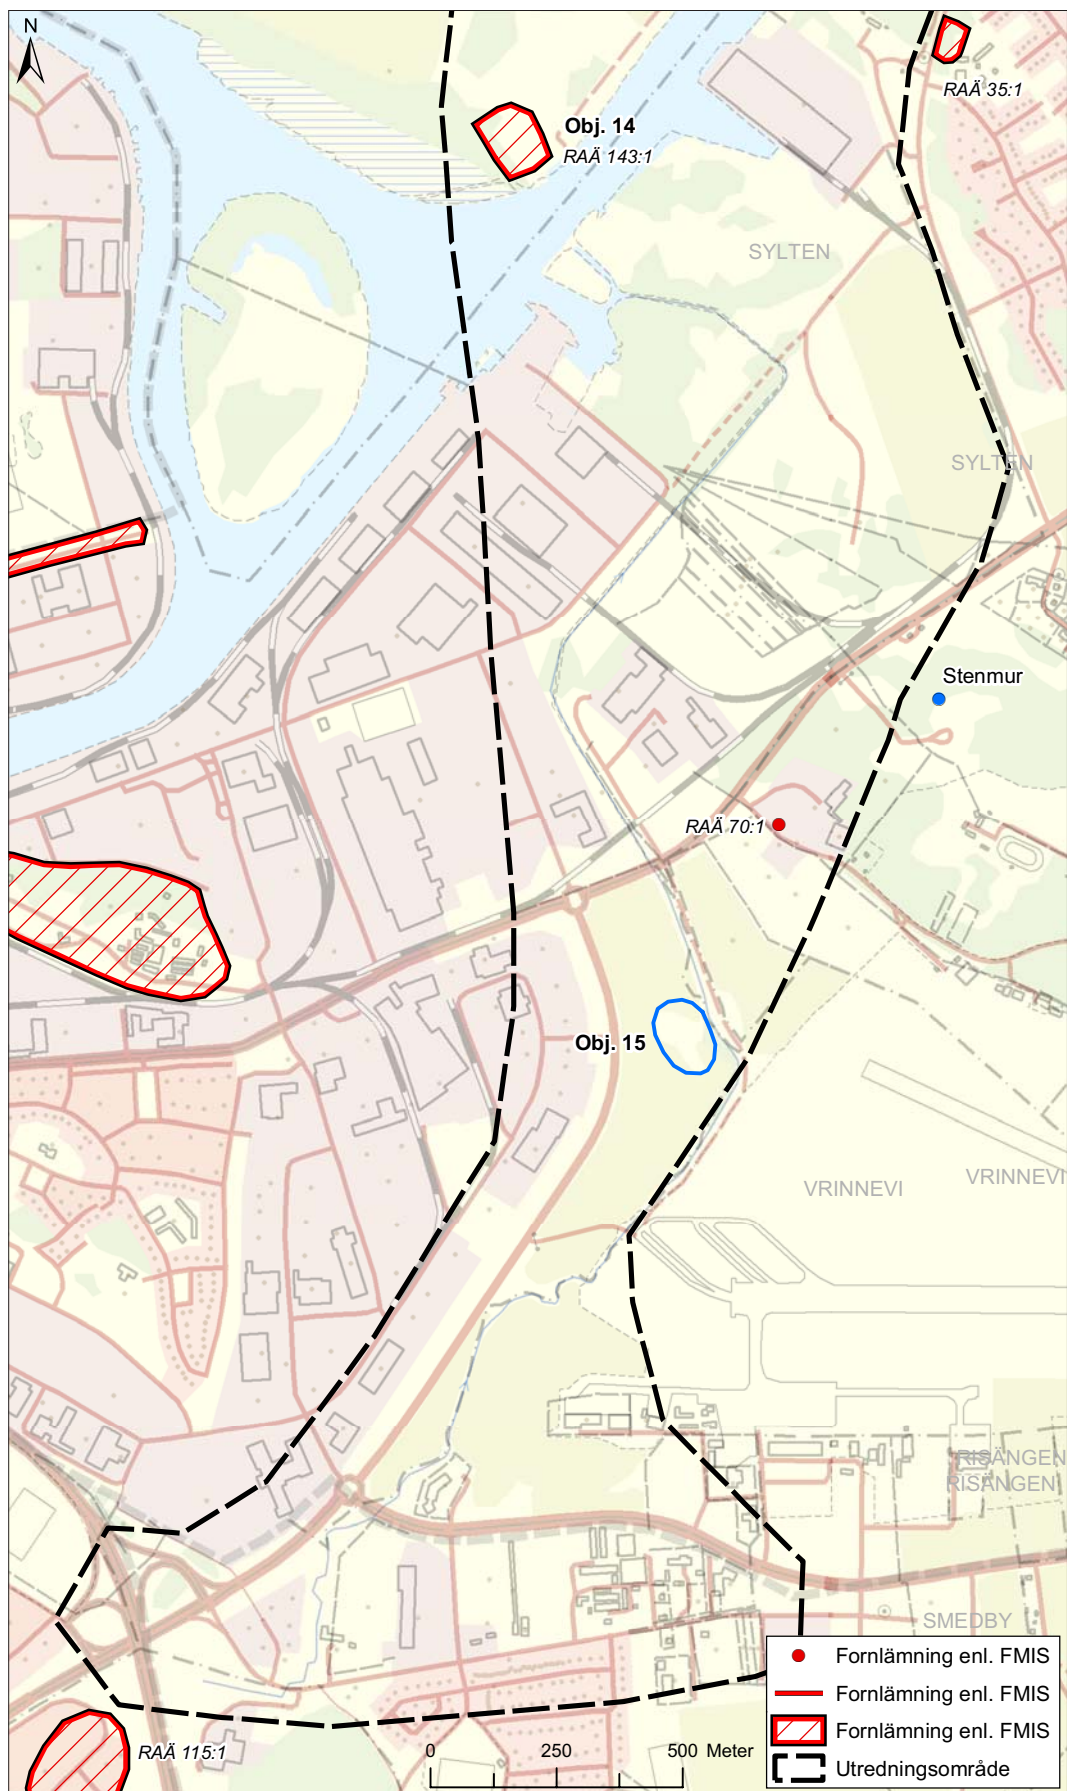 N
RAÄ 35:1
Obj. 14
RAÄ 143:1
SYLTEN
SYLTEN
Stenmur
RAÄ 70:1
Obj. 15
VRINNEVI
VRINNEVI
RISÄNGEN
RISÄNGEN
SMEDBY
Fornlämning enl. FMIS
Fornlämning enl. FMIS
Fornlämning enl. FMIS
Utredningsområde
RAÄ 115:1
0 250 500 Meter